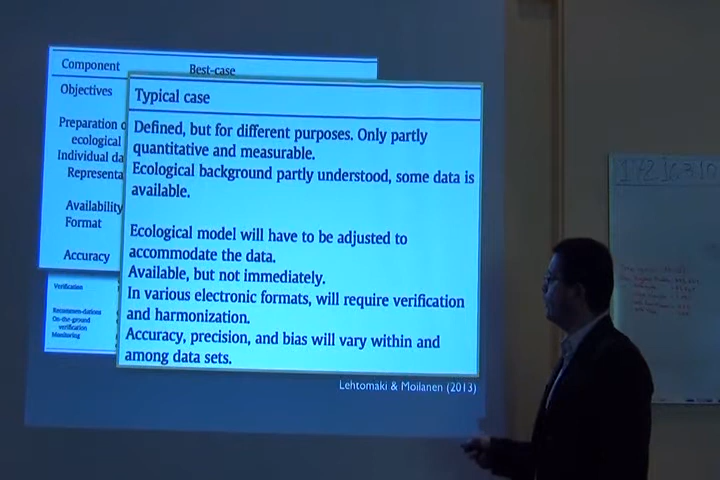 Component
Best-case
Objectives
Preparation
ecological
Individual da
Representa
Availability
Format
Accuracy
Verification
Recommen-dations
On-the-ground
verification
Monitoring
Typical case
Defined, but for different purposes. Only partly
quantitative and measurable.
Ecological background partly understood, some data is
available.
Ecological model will have to be adjusted to
accommodate the data.
Available, but not immediately.
In various electronic formats, will require verification
and harmonization.
Accuracy, precision, and bias will vary within and
among data sets.
Lehtomäki & Moilanen (2013)